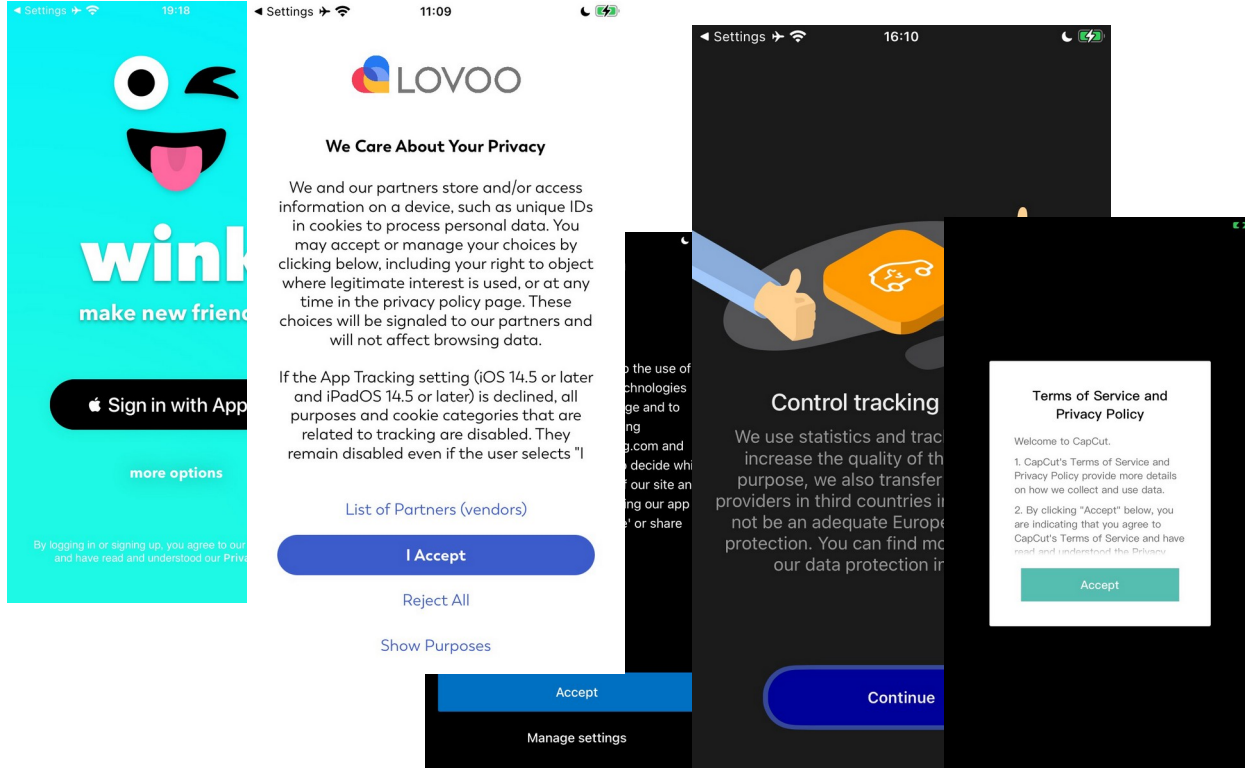 ◀ Settings
19:18
wink
make new friend
Sign in with App
more options
By logging in or signing up, you agree to our
and have read and understood our Priva
◀ Settings
11:09
LOVOO
We Care About Your Privacy
We and our partners store and/or access
information on a device, such as unique IDs
in cookies to process personal data. You
may accept or manage your choices by
clicking below, including your right to object
where legitimate interest is used, or at any
time in the privacy policy page. These
choices will be signaled to our partners and
will not affect browsing data.
If the App Tracking setting (iOS 14.5 or later
and iPadOS 14.5 or later) is declined, all
purposes and cookie categories that are
related to tracking are disabled. They
remain disabled even if the user selects "I
List of Partners (vendors)
I Accept
Reject All
Show Purposes
the use of
chnologies
ge and to
ng
g.com and
decide whi
f our site an
ing our app
' or share
Accept
Manage settings
◀ Settings
16:10
Control tracking
We use statistics and trac
increase the quality of th
purpose, we also transfer
providers in third countries i
not be an adequate Europe
protection. You can find mo
our data protection in
Continue
Terms of Service and
Privacy Policy
Welcome to CapCut.
1. CapCut's Terms of Service and
Privacy Policy provide more details
on how we collect and use data.
2. By clicking "Accept" below, you
are indicating that you agree to
CapCut's Terms of Service and have
read and understood the Privacy
Accept